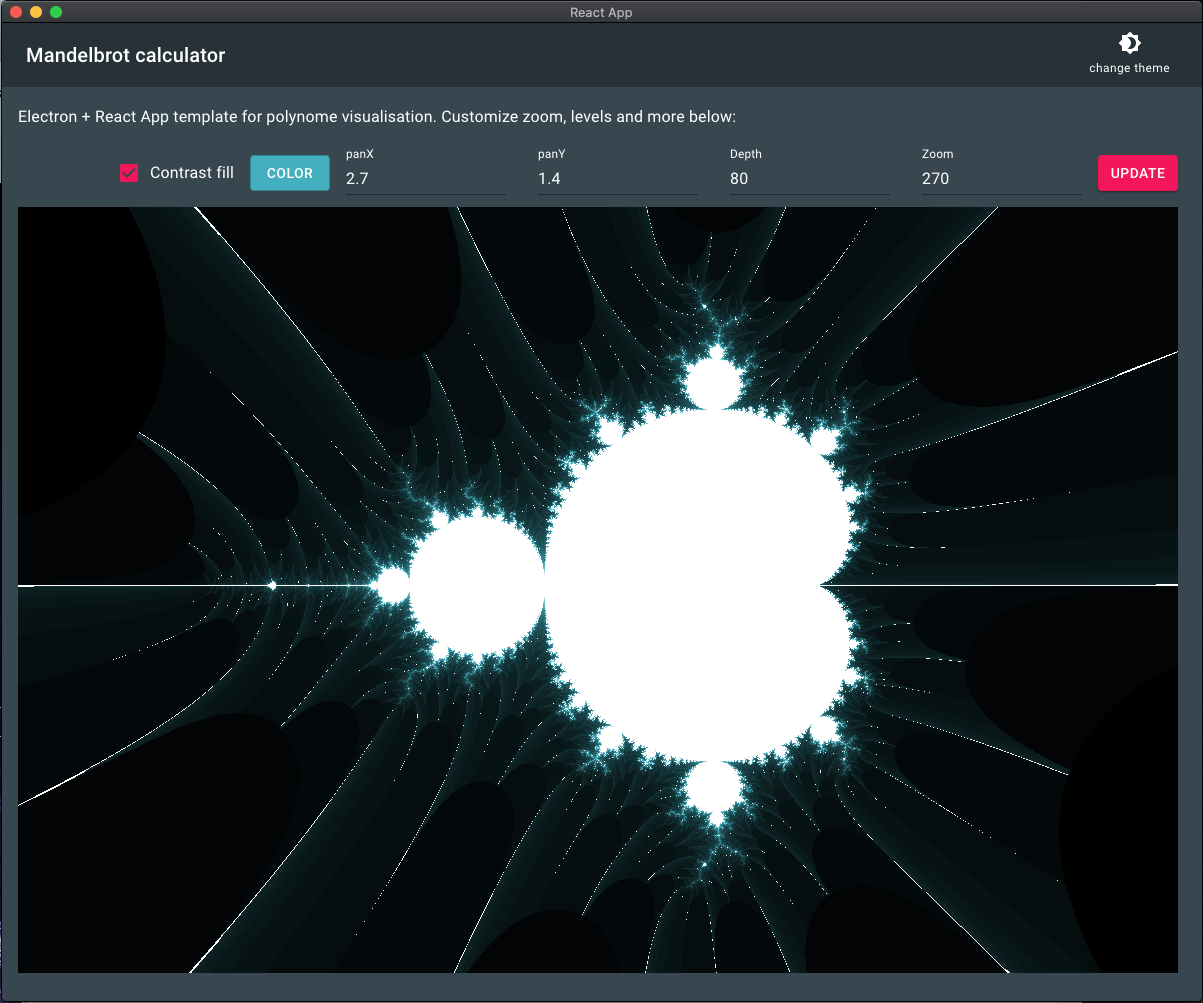 React App
Mandelbrot calculator
change theme
Electron + React App template for polynome visualisation. Customize zoom, levels and more below:
Contrast fill
COLOR
panX
2.7
panY
1.4
Depth
80
Zoom
270
UPDATE